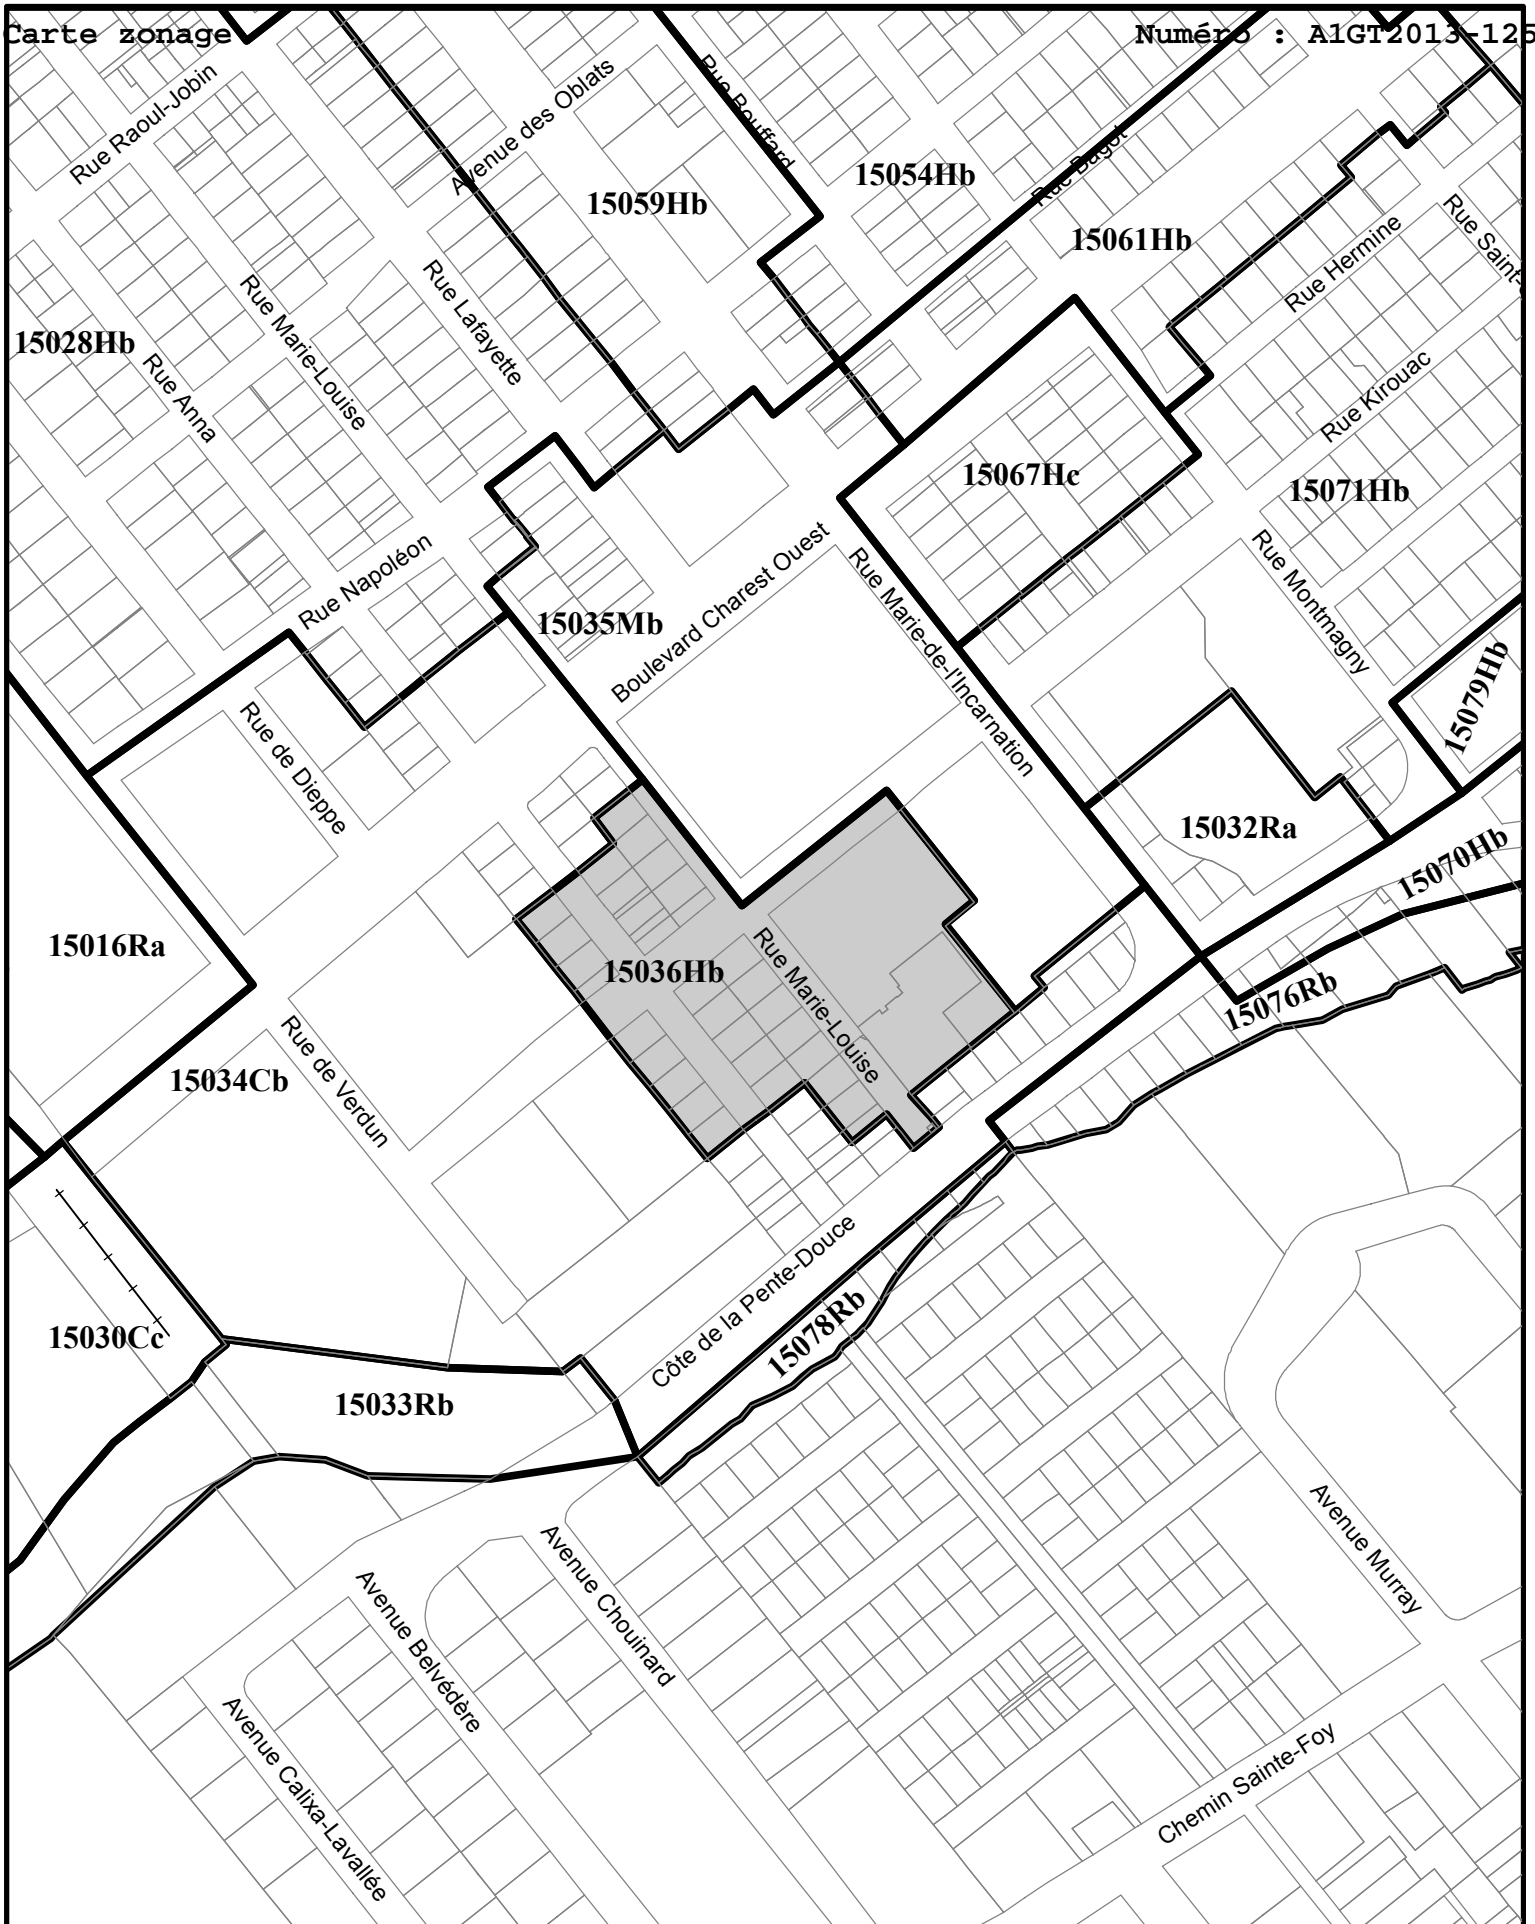 Carte zonage
Numéro : A1GT2013-125
Rue Raoul-Jobin
Avenue des Oblats
Rue Bouffard
15054Hb
15059Hb
Rue Bagot
15061Hb
Rue Hermine
Rue Marie-Louise
Rue Lafayette
15028Hb
Rue Anna
Rue Kirouac
15067Hc
15071Hb
Rue Napoléon
Boulevard Charest Ouest
Rue Marie-de-l'Incarnation
Rue Montmagny
15035Mb
15079Hb
Rue de Dieppe
15032Ra
15070Hb
15016Ra
15036Hb
Rue Marie-Louise
15076Rb
15034Cb
Rue de Verdun
Côte de la Pente-Douce
15078Rb
15030Cc
15033Rb
Avenue Murray
Avenue Chouinard
Avenue Belvédère
Avenue Calixa-Lavallée
Chemin Sainte-Foy